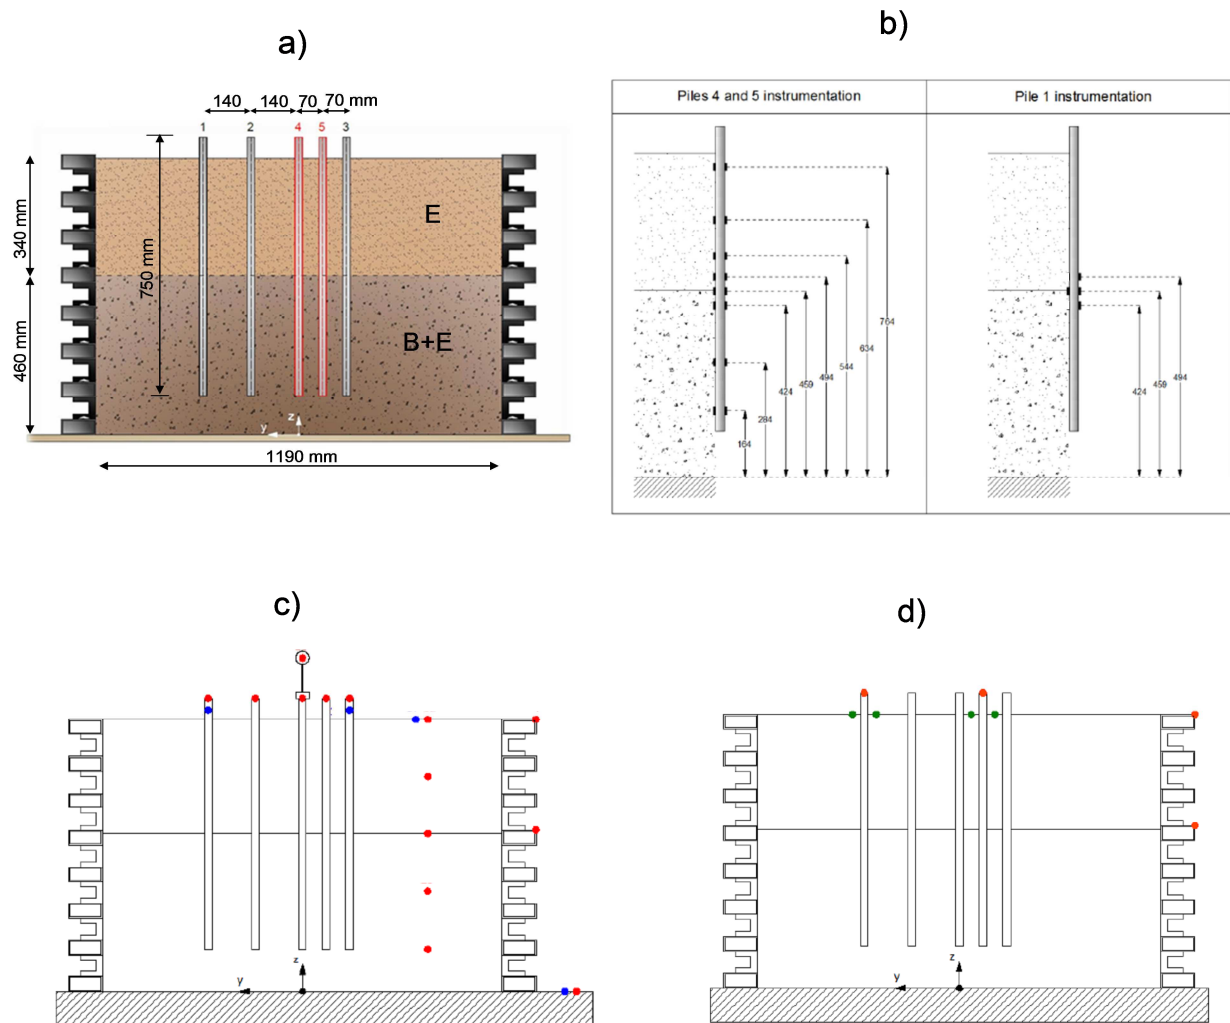 a)
140 140 70 70 mm
1 2 4 5 3
340 mm
460 mm
750 mm
E
B+E
z
y
1190 mm
b)
Piles 4 and 5 instrumentation
Pile 1 instrumentation
764
634
544
494
459
424
284
164
494
459
424
c)
z
y
d)
z
y